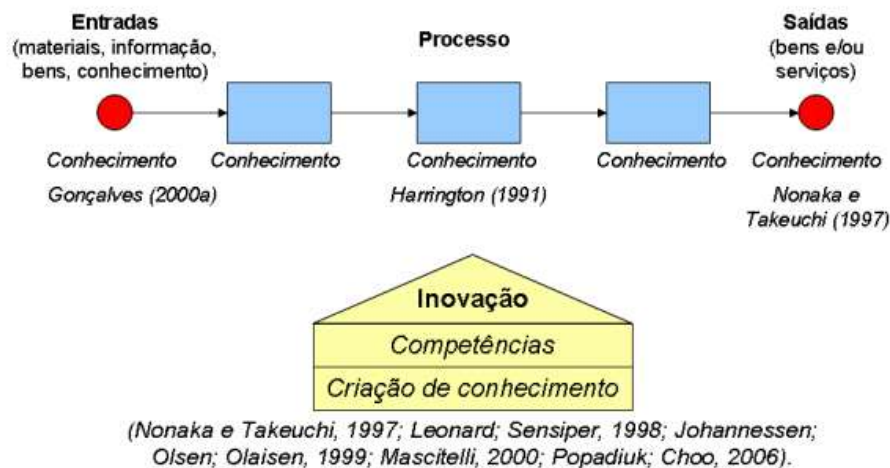 Entradas
(materiais, informação,
bens, conhecimento)
Processo
Saídas
(bens e/ou
serviços)
Conhecimento
Conhecimento
Conhecimento
Conhecimento
Conhecimento
Gonçalves (2000a)
Harrington (1991)
Nonaka e
Takeuchi (1997)
Inovação
Competências
Criação de conhecimento
(Nonaka e Takeuchi, 1997; Leonard; Sensiper, 1998; Johannessen;
Olsen; Olaisen, 1999; Mascitelli, 2000; Popadiuk; Choo, 2006).